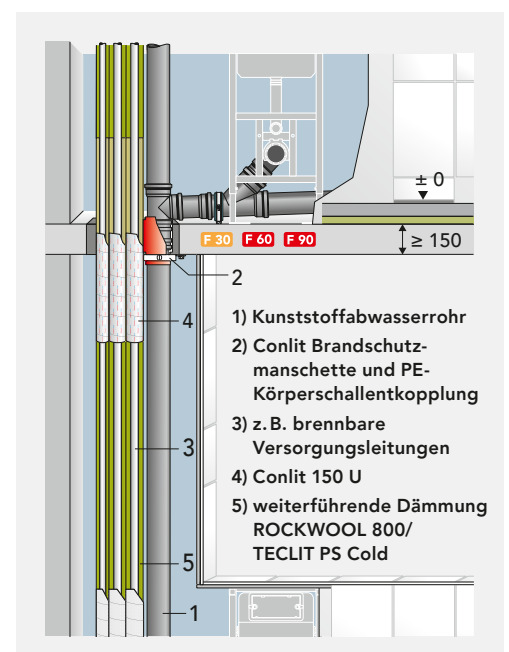 ± 0
F 30 F 60 F 90
≥ 150
2
4
3
5
1
1) Kunststoffabwasserrohr
2) Conlit Brandschutz-
manschette und PE-
Körperschallentkopplung
3) z. B. brennbare
Versorgungsleitungen
4) Conlit 150 U
5) weiterführende Dämmung
ROCKWOOL 800/
TECLIT PS Cold